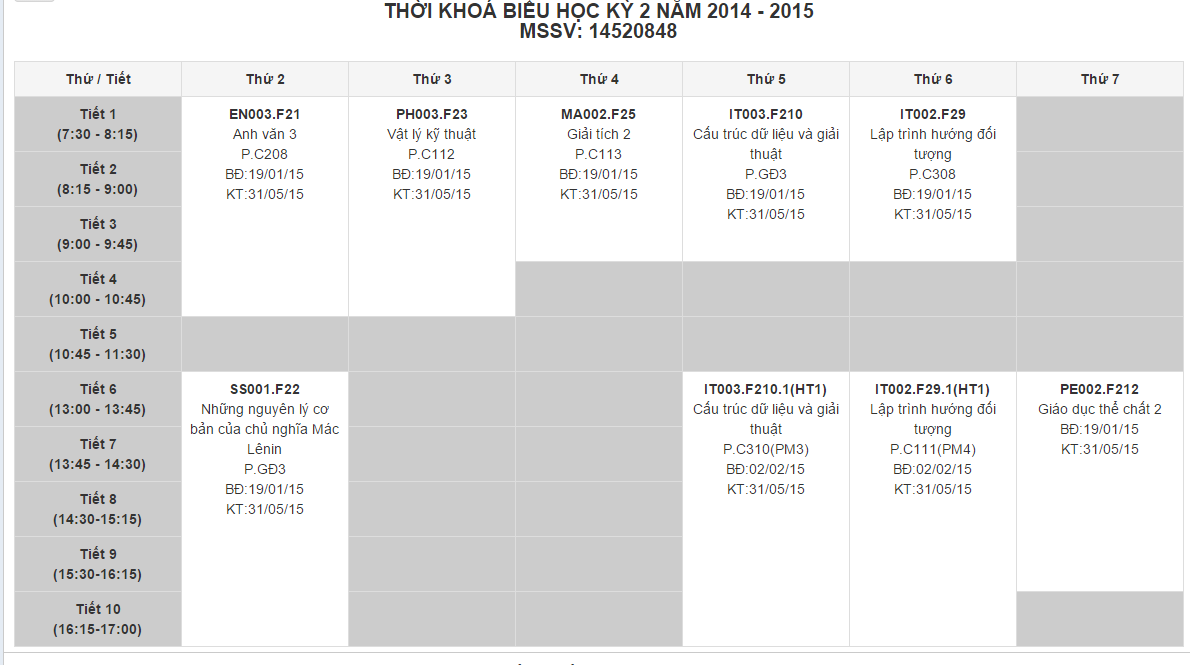 THỜI KHOÁ BIỂU HỌC KỲ 2 NĂM 2014 - 2015
MSSV: 14520848
Thứ / Tiết
Thứ 2
Thứ 3
Thứ 4
Thứ 5
Thứ 6
Thứ 7
Tiết 1
(7:30 - 8:15)
EN003.F21
Anh văn 3
P.C208
BĐ:19/01/15
KT:31/05/15
PH003.F23
Vật lý kỹ thuật
P.C112
BĐ:19/01/15
KT:31/05/15
MA002.F25
Giải tích 2
P.C113
BĐ:19/01/15
KT:31/05/15
IT003.F210
Cấu trúc dữ liệu và giải
thuật
P.GĐ3
BĐ:19/01/15
KT:31/05/15
IT002.F29
Lập trình hướng đối
tượng
P.C308
BĐ:19/01/15
KT:31/05/15
Tiết 2
(8:15 - 9:00)
Tiết 3
(9:00 - 9:45)
Tiết 4
(10:00 - 10:45)
Tiết 5
(10:45 - 11:30)
Tiết 6
(13:00 - 13:45)
SS001.F22
Những nguyên lý cơ
bản của chủ nghĩa Mác
Lênin
P.GĐ3
BĐ:19/01/15
KT:31/05/15
IT003.F210.1(HT1)
Cấu trúc dữ liệu và giải
thuật
P.C310(PM3)
BĐ:02/02/15
KT:31/05/15
IT002.F29.1(HT1)
Lập trình hướng đối
tượng
P.C111(PM4)
BĐ:02/02/15
KT:31/05/15
PE002.F212
Giáo dục thể chất 2
BĐ:19/01/15
KT:31/05/15
Tiết 7
(13:45 - 14:30)
Tiết 8
(14:30-15:15)
Tiết 9
(15:30-16:15)
Tiết 10
(16:15-17:00)